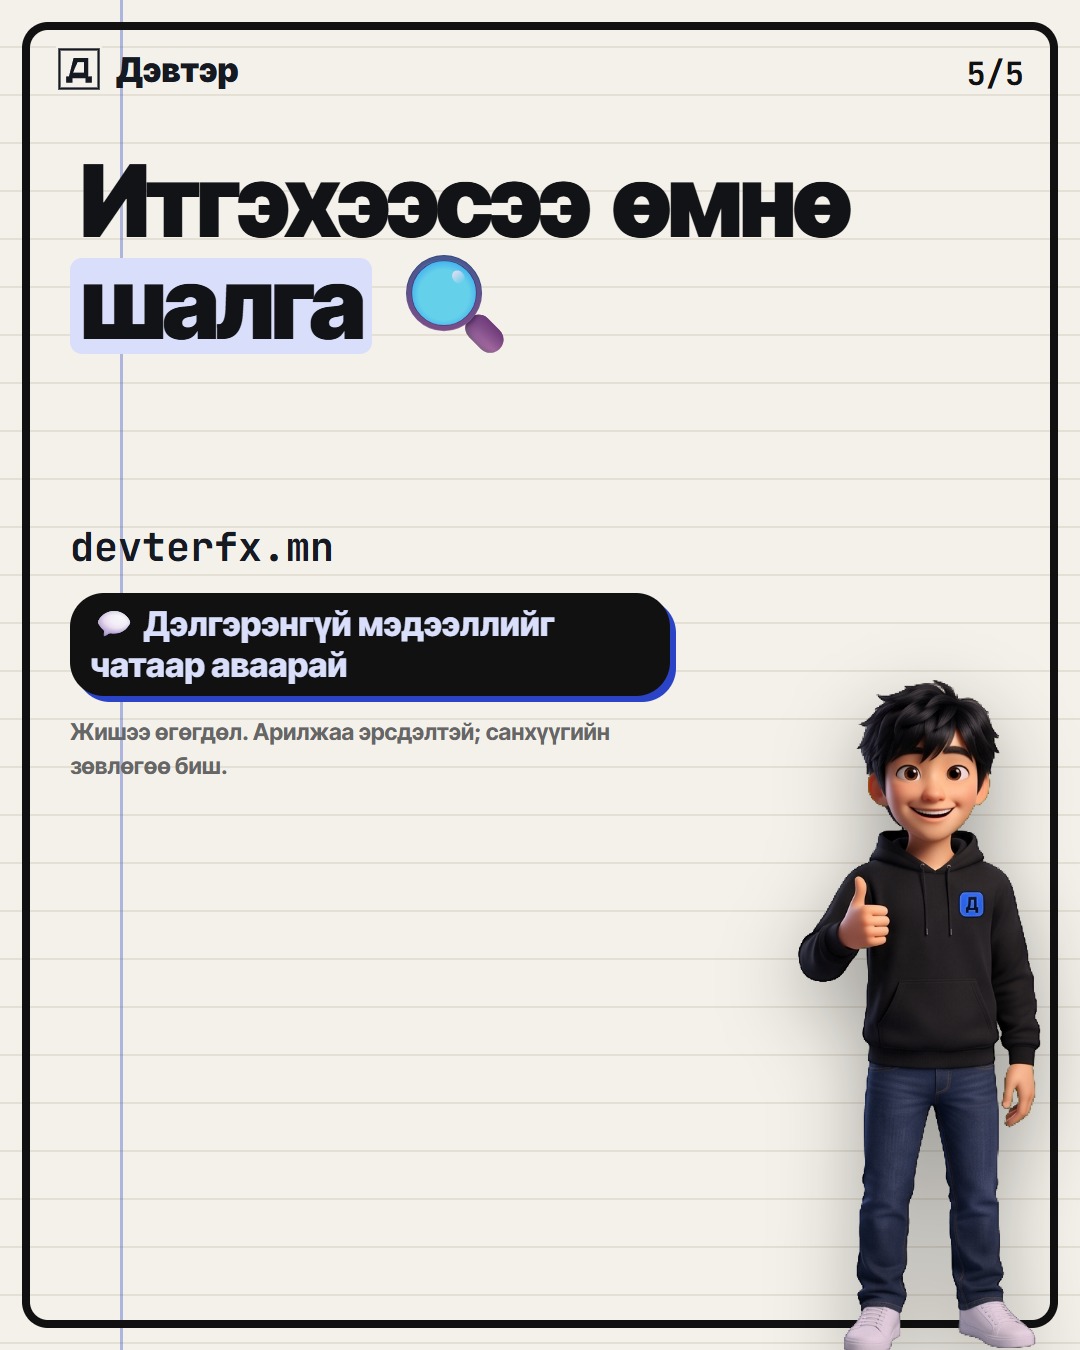 Д Дэвтэр
5/5
Итгэхээсээ өмнө
шалга
devterfx.mn
Дэлгэрэнгүй мэдээллийг
чатаар аваарай
Жишээ өгөгдөл. Арилжаа эрсдэлтэй; санхүүгийн
зөвлөгөө биш.
Д